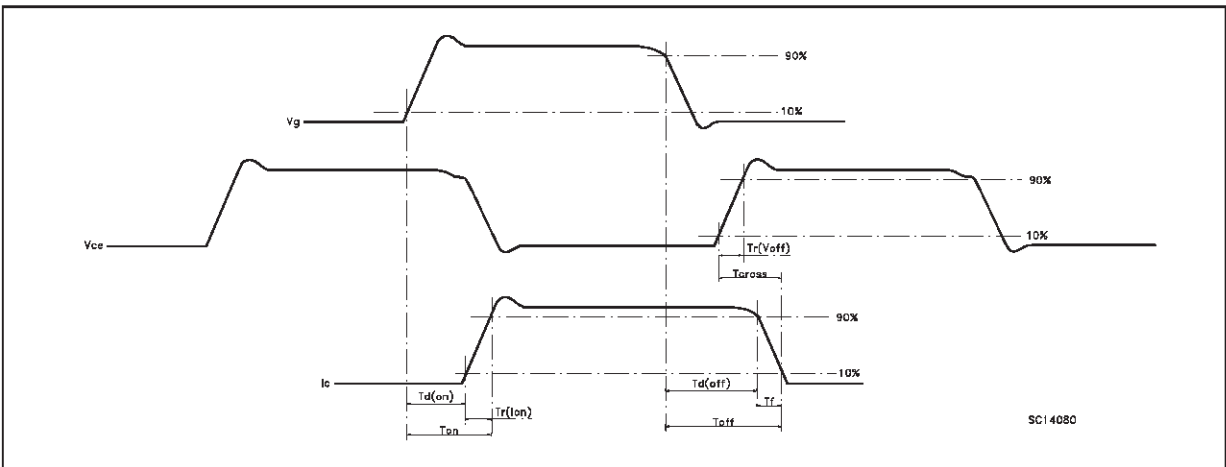 90%
10%
Vg
90%
Vce
10%
Tr(Voff)
Tcross
90%
10%
Ic
Td(on)
Td(off)
Tr(Ion)
Tf
Ton
Toff
SC14080